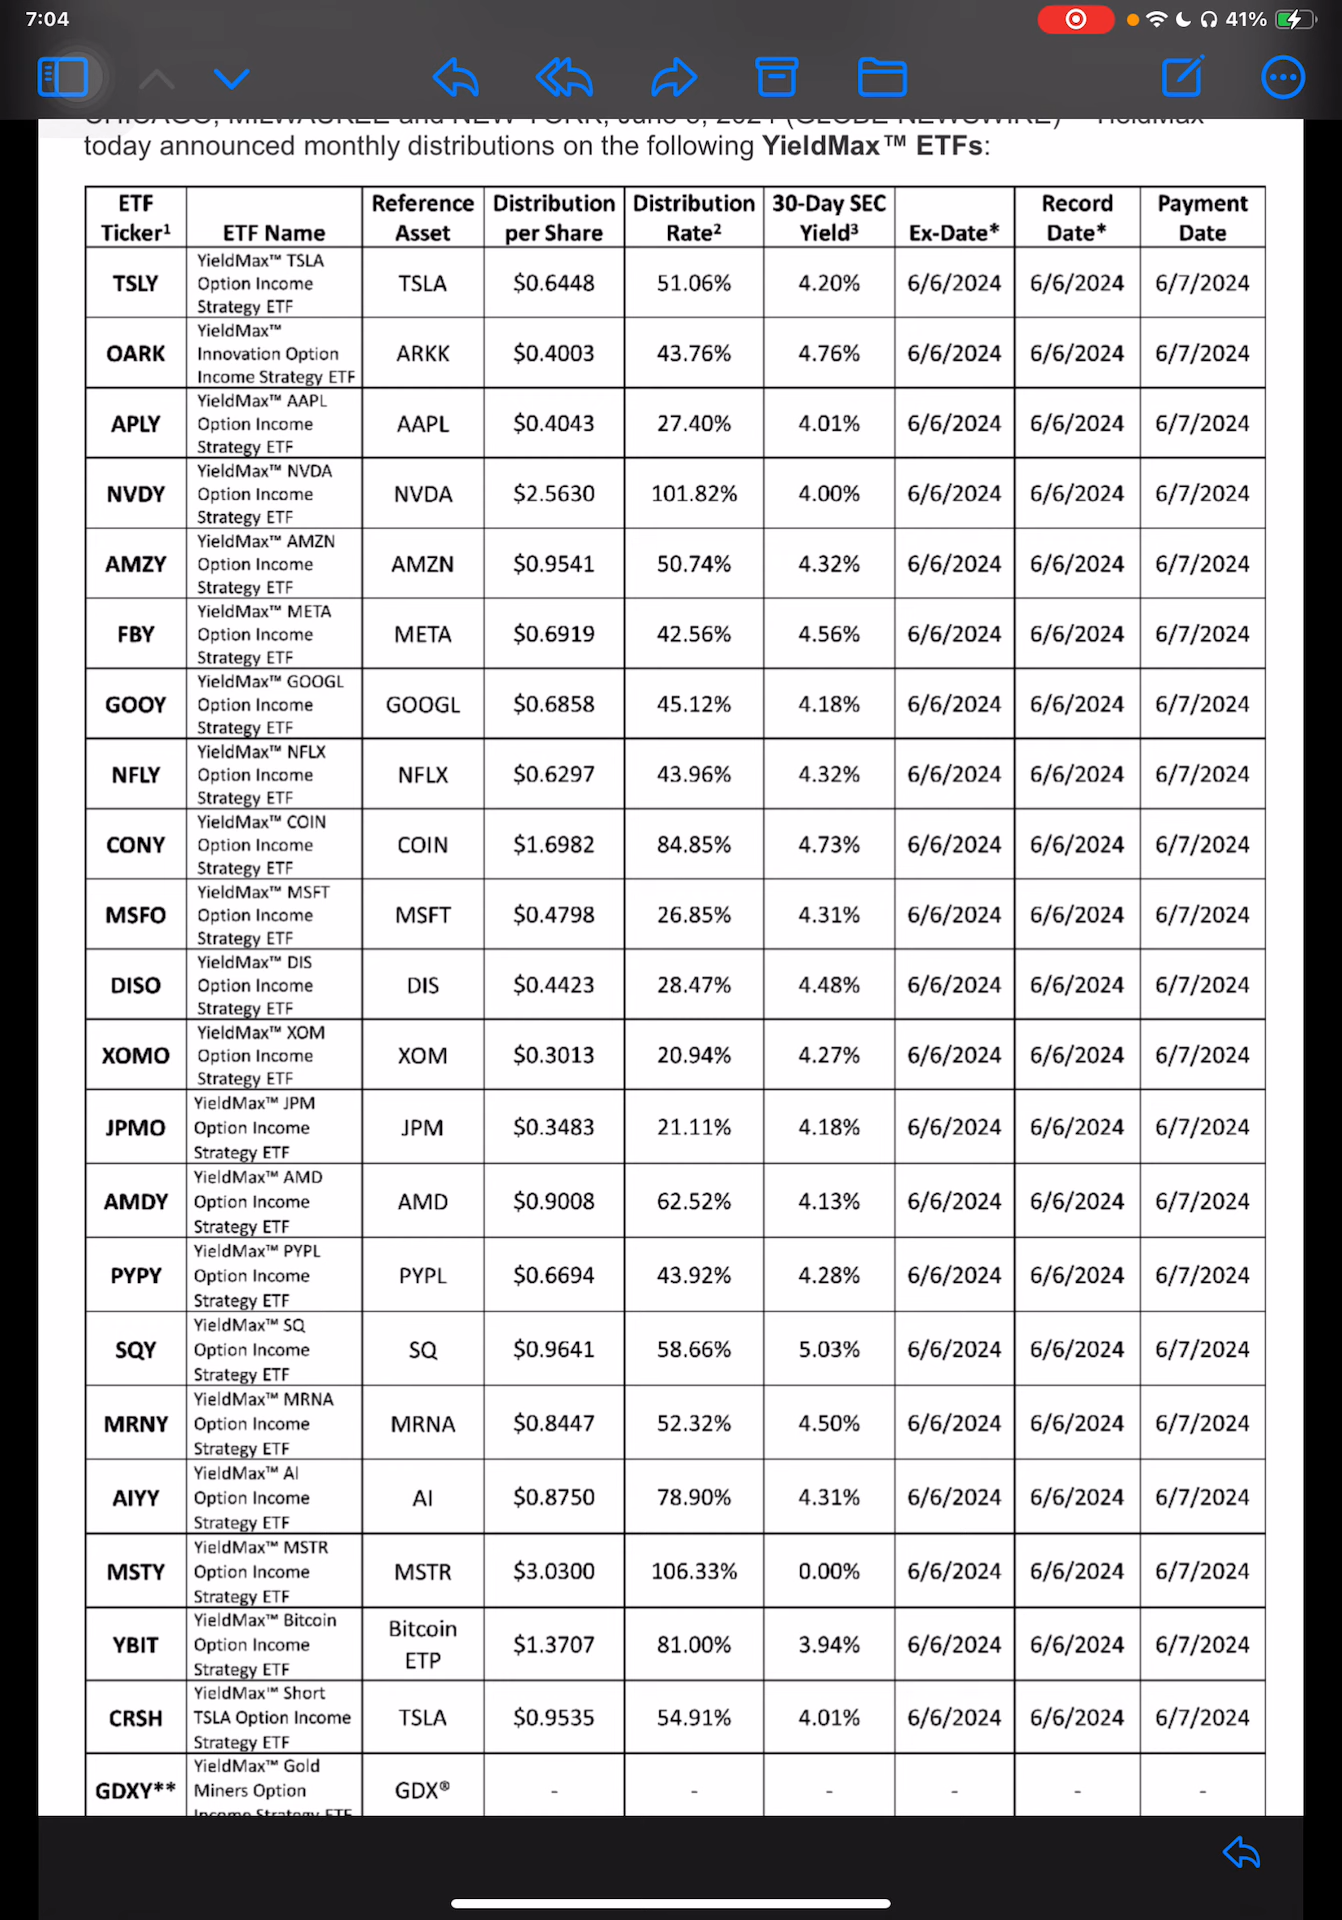 7:04
41%
today announced monthly distributions on the following YieldMax™ ETFs:
ETF Ticker¹ ETF Name Reference Asset Distribution per Share Distribution Rate² 30-Day SEC Yield³ Ex-Date* Record Date* Payment Date
TSLY YieldMax™ TSLA Option Income Strategy ETF TSLA $0.6448 51.06% 4.20% 6/6/2024 6/6/2024 6/7/2024
OARK YieldMax™ Innovation Option Income Strategy ETF ARKK $0.4003 43.76% 4.76% 6/6/2024 6/6/2024 6/7/2024
APLY YieldMax™ AAPL Option Income Strategy ETF AAPL $0.4043 27.40% 4.01% 6/6/2024 6/6/2024 6/7/2024
NVDY YieldMax™ NVDA Option Income Strategy ETF NVDA $2.5630 101.82% 4.00% 6/6/2024 6/6/2024 6/7/2024
AMZY YieldMax™ AMZN Option Income Strategy ETF AMZN $0.9541 50.74% 4.32% 6/6/2024 6/6/2024 6/7/2024
FBY YieldMax™ META Option Income Strategy ETF META $0.6919 42.56% 4.56% 6/6/2024 6/6/2024 6/7/2024
GOOY YieldMax™ GOOGL Option Income Strategy ETF GOOGL $0.6858 45.12% 4.18% 6/6/2024 6/6/2024 6/7/2024
NFLY YieldMax™ NFLX Option Income Strategy ETF NFLX $0.6297 43.96% 4.32% 6/6/2024 6/6/2024 6/7/2024
CONY YieldMax™ COIN Option Income Strategy ETF COIN $1.6982 84.85% 4.73% 6/6/2024 6/6/2024 6/7/2024
MSFO YieldMax™ MSFT Option Income Strategy ETF MSFT $0.4798 26.85% 4.31% 6/6/2024 6/6/2024 6/7/2024
DISO YieldMax™ DIS Option Income Strategy ETF DIS $0.4423 28.47% 4.48% 6/6/2024 6/6/2024 6/7/2024
XOMO YieldMax™ XOM Option Income Strategy ETF XOM $0.3013 20.94% 4.27% 6/6/2024 6/6/2024 6/7/2024
JPMO YieldMax™ JPM Option Income Strategy ETF JPM $0.3483 21.11% 4.18% 6/6/2024 6/6/2024 6/7/2024
AMDY YieldMax™ AMD Option Income Strategy ETF AMD $0.9008 62.52% 4.13% 6/6/2024 6/6/2024 6/7/2024
PYPY YieldMax™ PYPL Option Income Strategy ETF PYPL $0.6694 43.92% 4.28% 6/6/2024 6/6/2024 6/7/2024
SQY YieldMax™ SQ Option Income Strategy ETF SQ $0.9641 58.66% 5.03% 6/6/2024 6/6/2024 6/7/2024
MRNY YieldMax™ MRNA Option Income Strategy ETF MRNA $0.8447 52.32% 4.50% 6/6/2024 6/6/2024 6/7/2024
AIYY YieldMax™ AI Option Income Strategy ETF AI $0.8750 78.90% 4.31% 6/6/2024 6/6/2024 6/7/2024
MSTY YieldMax™ MSTR Option Income Strategy ETF MSTR $3.0300 106.33% 0.00% 6/6/2024 6/6/2024 6/7/2024
YBIT YieldMax™ Bitcoin Option Income Strategy ETF Bitcoin ETP $1.3707 81.00% 3.94% 6/6/2024 6/6/2024 6/7/2024
CRSH YieldMax™ Short TSLA Option Income Strategy ETF TSLA $0.9535 54.91% 4.01% 6/6/2024 6/6/2024 6/7/2024
GDXY** YieldMax™ Gold Miners Option Income Strategy ETF GDX® - - - - - -